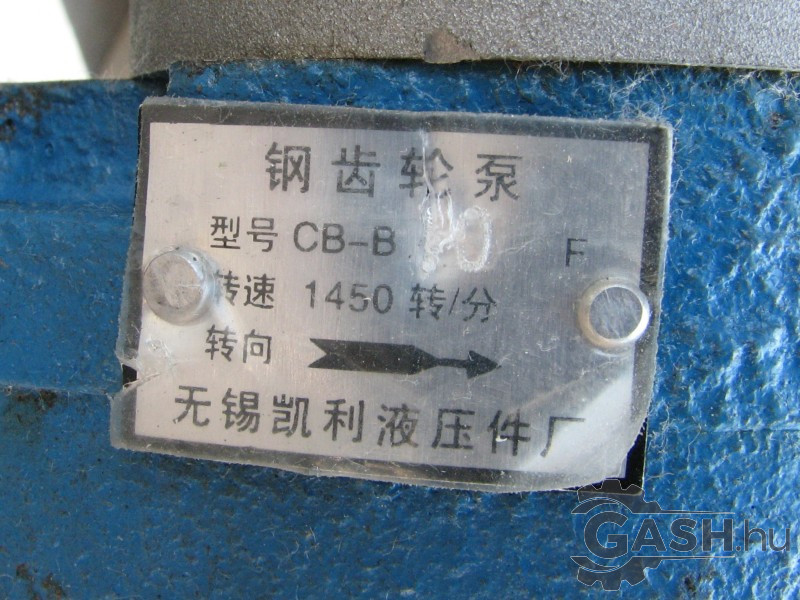 钢齿轮泵
型号 CB-B F
转速 1450 转/分
转向
无锡凯利液压件厂
GASH.hu